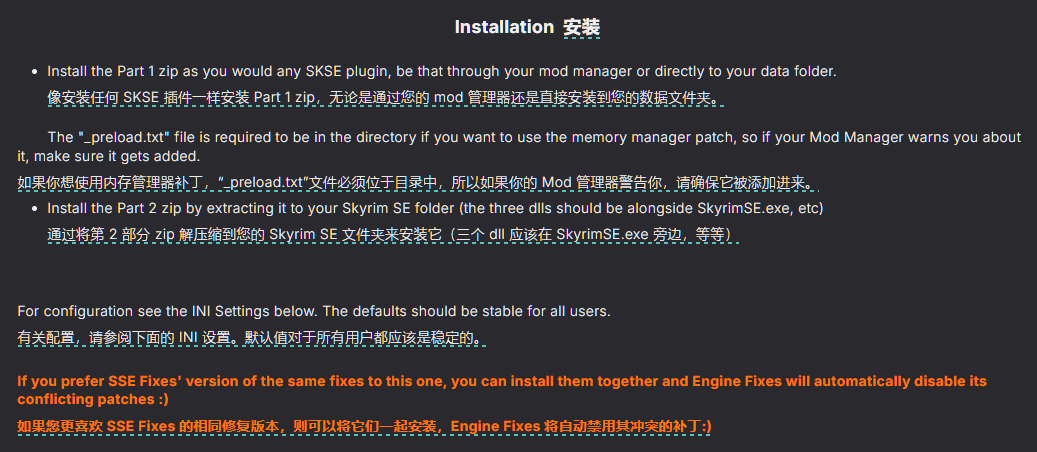 Installation 安装
Install the Part 1 zip as you would any SKSE plugin, be that through your mod manager or directly to your data folder.
像安装任何 SKSE 插件一样安装 Part 1 zip，无论是通过您的 mod 管理器还是直接安装到您的数据文件夹。
The "_preload.txt" file is required to be in the directory if you want to use the memory manager patch, so if your Mod Manager warns you about
it, make sure it gets added.
如果你想使用内存管理器补丁，“_preload.txt”文件必须位于目录中，所以如果你的 Mod 管理器警告你，请确保它被添加进来。
Install the Part 2 zip by extracting it to your Skyrim SE folder (the three dlls should be alongside SkyrimSE.exe, etc)
通过将第 2 部分 zip 解压缩到您的 Skyrim SE 文件夹来安装它（三个 dll 应该在 SkyrimSE.exe 旁边，等等）
For configuration see the INI Settings below. The defaults should be stable for all users.
有关配置，请参阅下面的 INI 设置。默认值对于所有用户都应该是稳定的。
If you prefer SSE Fixes' version of the same fixes to this one, you can install them together and Engine Fixes will automatically disable its
conflicting patches :)
如果您更喜欢 SSE Fixes 的相同修复版本，则可以将它们一起安装，Engine Fixes 将自动禁用其冲突的补丁:)